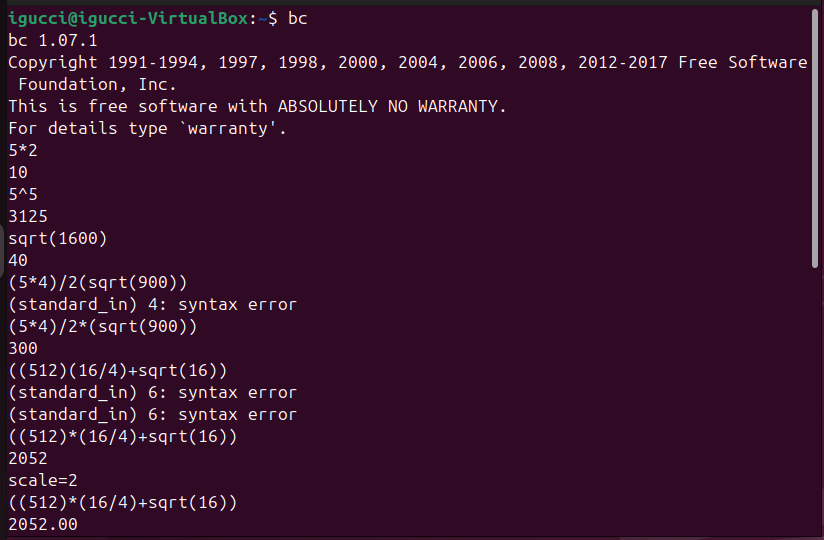 igucci@igucci-VirtualBox:~$ bc
bc 1.07.1
Copyright 1991-1994, 1997, 1998, 2000, 2004, 2006, 2008, 2012-2017 Free Software
 Foundation, Inc.
This is free software with ABSOLUTELY NO WARRANTY.
For details type `warranty'.
5*2
10
5^5
3125
sqrt(1600)
40
(5*4)/2(sqrt(900))
(standard_in) 4: syntax error
(5*4)/2*(sqrt(900))
300
((512)(16/4)+sqrt(16))
(standard_in) 6: syntax error
(standard_in) 6: syntax error
((512)*(16/4)+sqrt(16))
2052
scale=2
((512)*(16/4)+sqrt(16))
2052.00